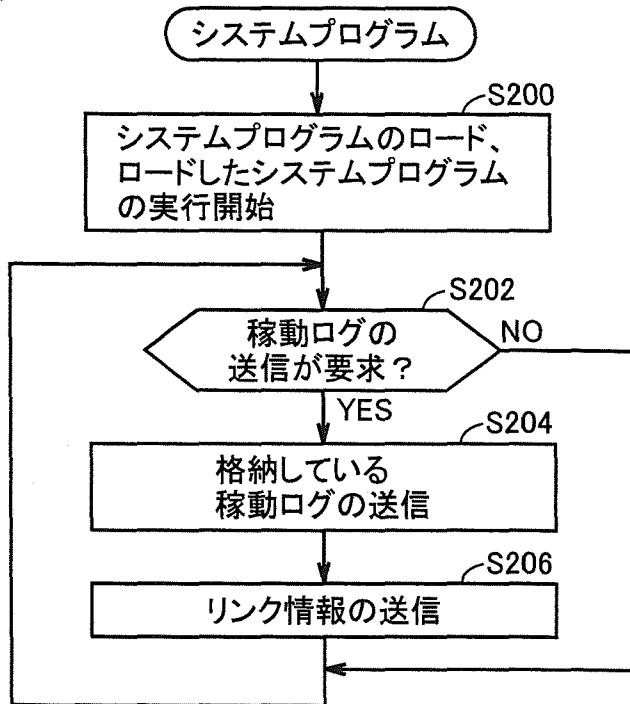 システムプログラム
S200
システムプログラムのロード、
ロードしたシステムプログラム
の実行開始
S202
稼動ログの
送信が要求？
NO
YES
S204
格納している
稼動ログの送信
S206
リンク情報の送信